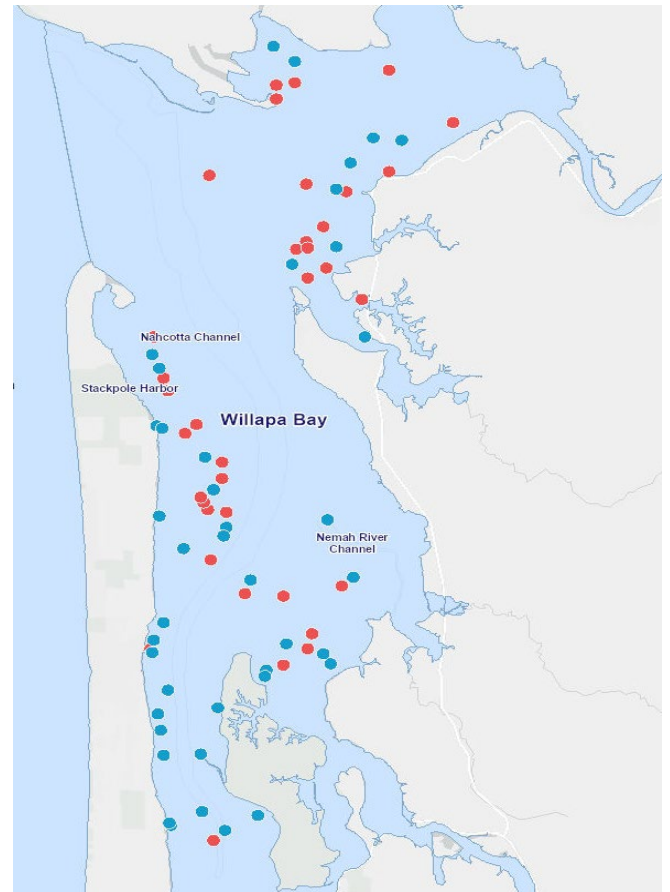 Nahcotta Channel
Stackpole Harbor
Willapa Bay
Nemah River
Channel